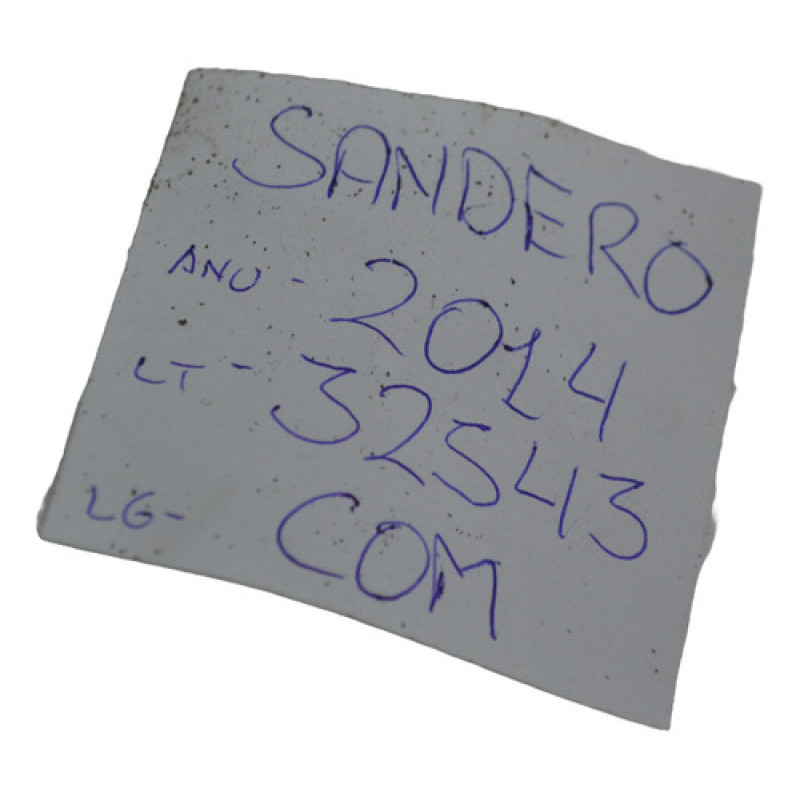 SANDERO
ANO - 2014
LT - 32543
LG - COM